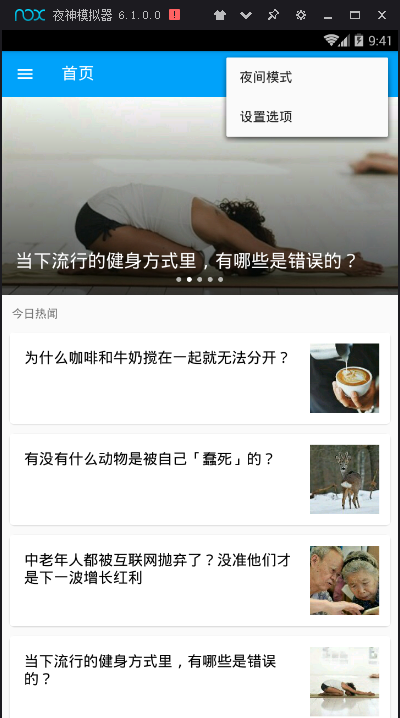 nox 夜神模拟器 6.1.0.0
9:41
首页
夜间模式
设置选项
当下流行的健身方式里，有哪些是错误的？
今日热闻
为什么咖啡和牛奶搅在一起就无法分开？
有没有什么动物是被自己「蠢死」的？
中老年人都被互联网抛弃了？没准他们才
是下一波增长红利
当下流行的健身方式里，有哪些是错误
的？